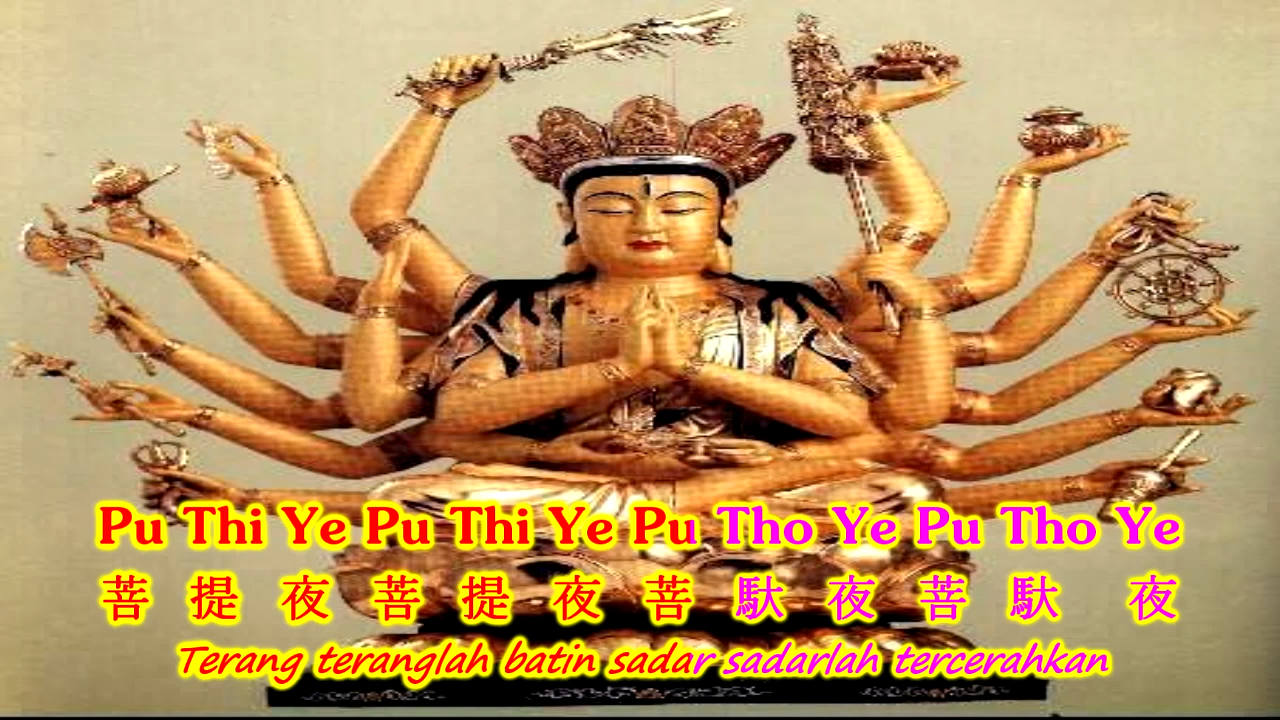 Pu Thi Ye Pu Thi Ye Pu Tho Ye Pu Tho Ye
菩 提 夜 菩 提 夜 菩 馱 夜 菩 馱 夜
Terang teranglah batin sadar sadarlah tercerahkan